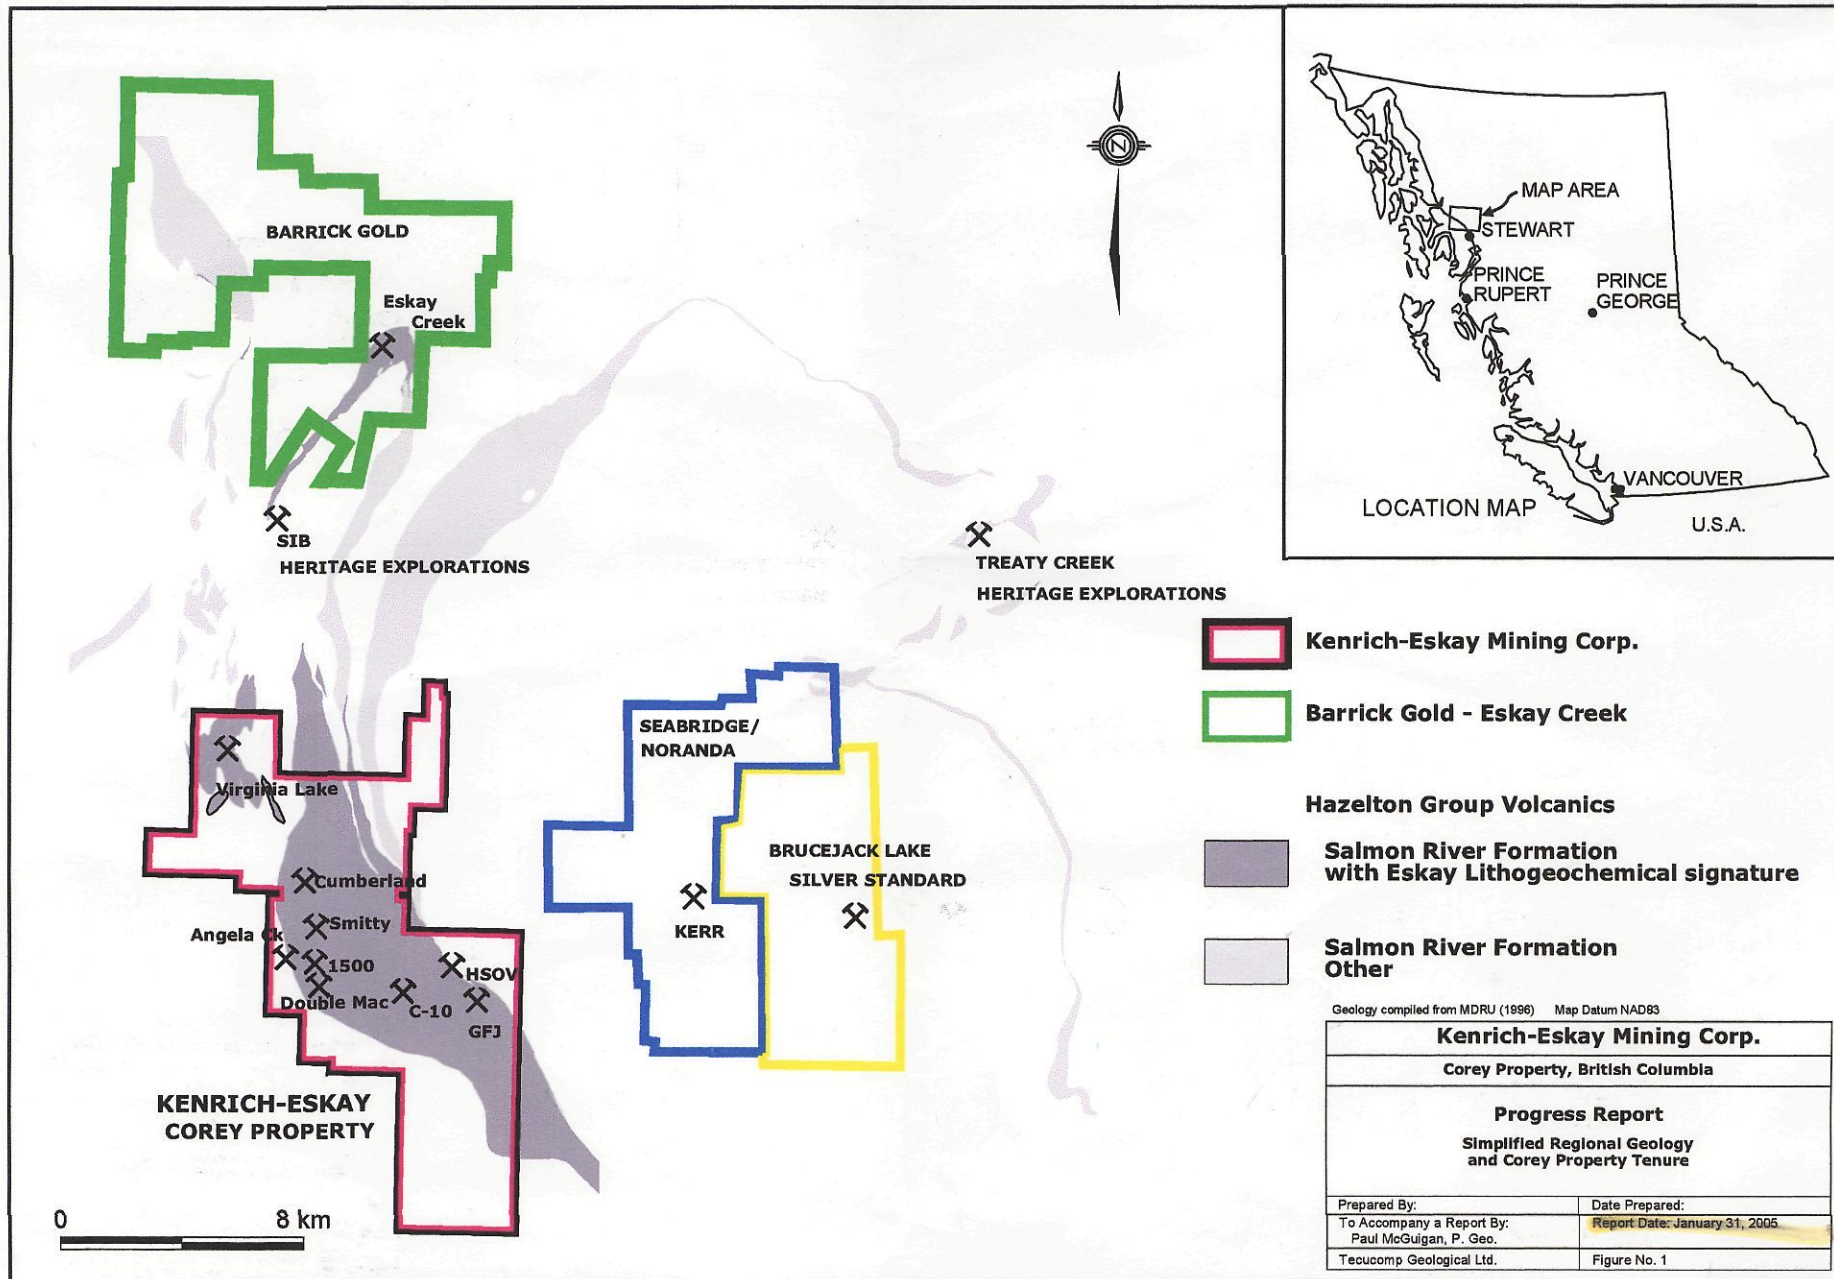 BARRICK GOLD
Eskay
Creek
SIB
HERITAGE EXPLORATIONS
TREATY CREEK
HERITAGE EXPLORATIONS
SEABRIDGE/
NORANDA
KERR
BRUCEJACK LAKE
SILVER STANDARD
Virginia Lake
Cumberland
Smitty
Angela Ck
1500
Double Mac
C-10
HSOV
GFJ
KENRICH-ESKAY
COREY PROPERTY
0 8 km
N
MAP AREA
STEWART
PRINCE
RUPERT
PRINCE
GEORGE
VANCOUVER
LOCATION MAP
U.S.A.
Kenrich-Eskay Mining Corp.
Barrick Gold - Eskay Creek
Hazelton Group Volcanics
Salmon River Formation
with Eskay Lithogeochemical signature
Salmon River Formation
Other
Geology compiled from MDRU (1996) Map Datum NAD83
Kenrich-Eskay Mining Corp.
Corey Property, British Columbia
Progress Report
Simplified Regional Geology
and Corey Property Tenure
Prepared By:
Date Prepared:
To Accompany a Report By:
Paul McGuigan, P. Geo.
Report Date: January 31, 2005
Tecucomp Geological Ltd.
Figure No. 1